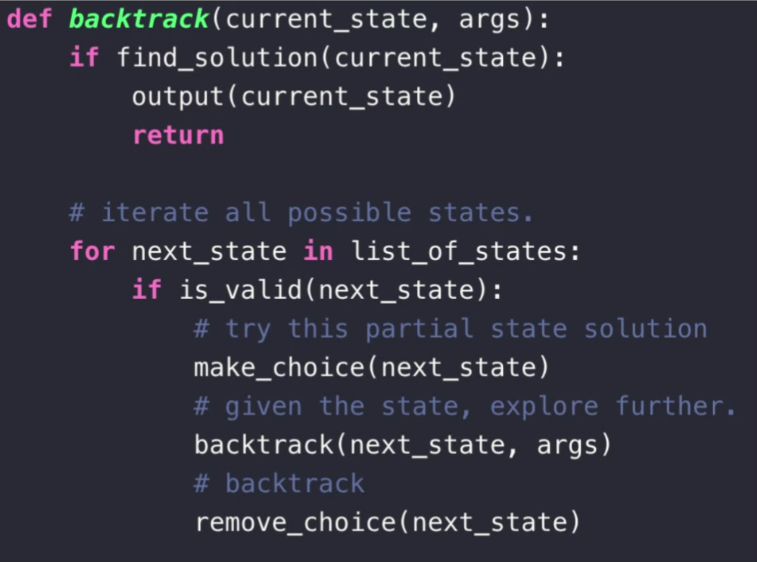 def backtrack(current_state, args):
    if find_solution(current_state):
        output(current_state)
        return

    # iterate all possible states.
    for next_state in list_of_states:
        if is_valid(next_state):
            # try this partial state solution
            make_choice(next_state)
            # given the state, explore further.
            backtrack(next_state, args)
            # backtrack
            remove_choice(next_state)